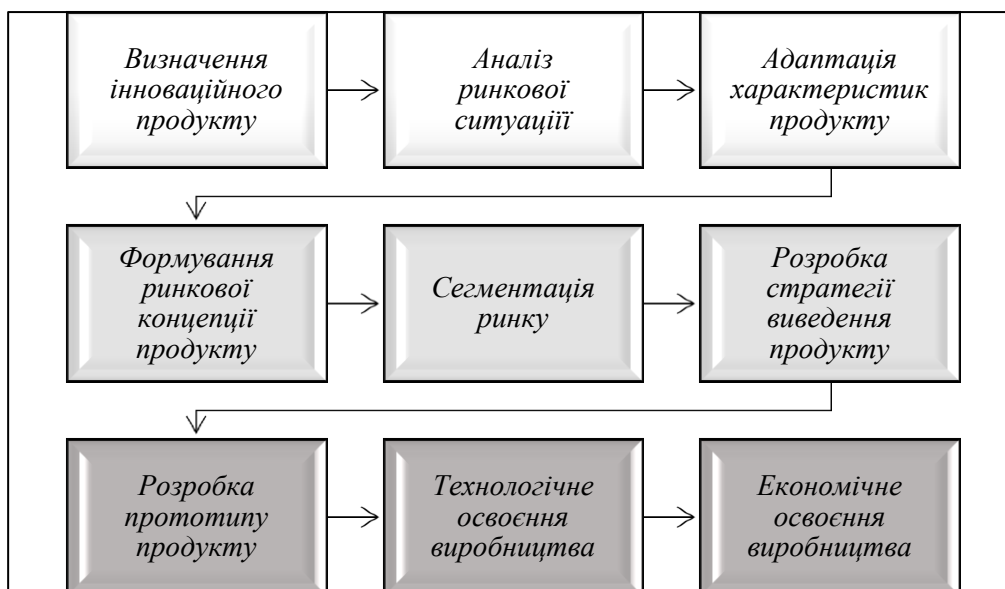 Визначення
інноваційного
продукту
Аналіз
ринкової
ситуаціїї
Адаптація
характеристик
продукту
Формування
ринкової
концепції
продукту
Сегментація
ринку
Розробка
стратегії
виведення
продукту
Розробка
прототипу
продукту
Технологічне
освоєння
виробництва
Економічне
освоєння
виробництва